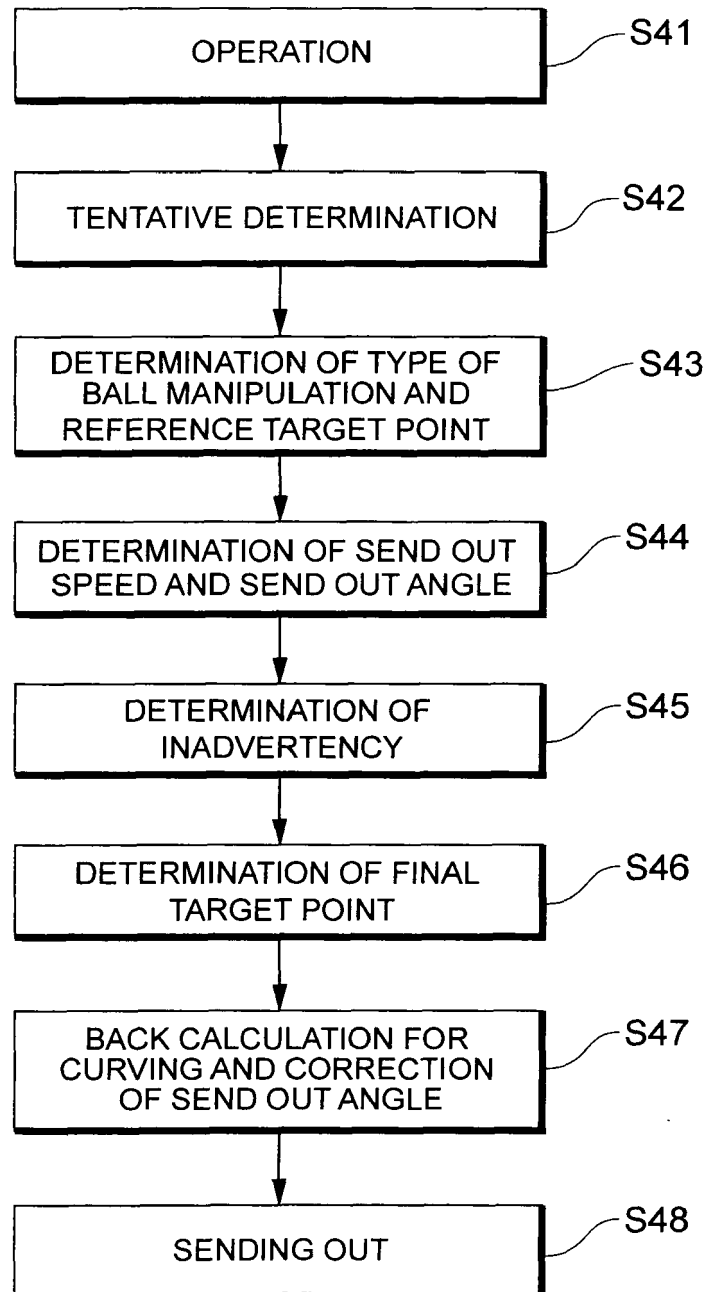 OPERATION
S41
TENTATIVE DETERMINATION
S42
DETERMINATION OF TYPE OF
BALL MANIPULATION AND
REFERENCE TARGET POINT
S43
DETERMINATION OF SEND OUT
SPEED AND SEND OUT ANGLE
S44
DETERMINATION OF
INADVERTENCY
S45
DETERMINATION OF FINAL
TARGET POINT
S46
BACK CALCULATION FOR
CURVING AND CORRECTION
OF SEND OUT ANGLE
S47
SENDING OUT
S48